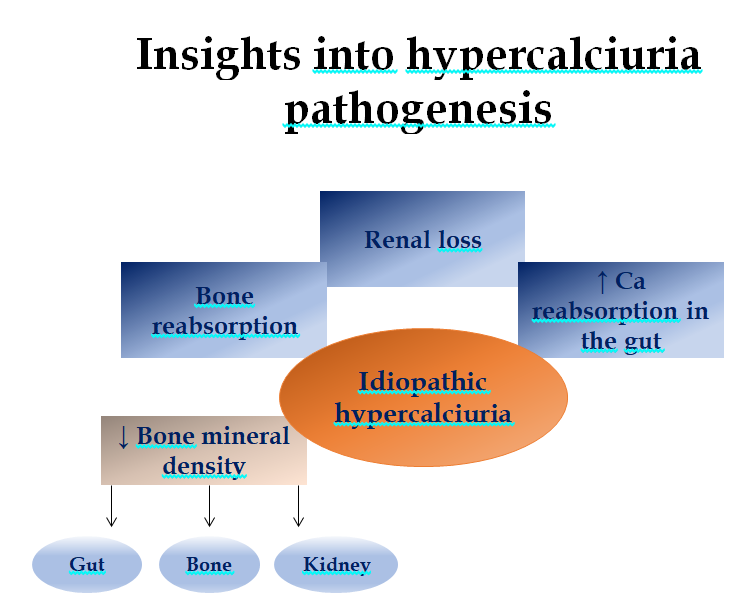 Insights into hypercalciuria
pathogenesis
Renal loss
Bone
reabsorption
↑ Ca
reabsorption in
the gut
Idiopathic
hypercalciuria
↓ Bone mineral
density
Gut
Bone
Kidney